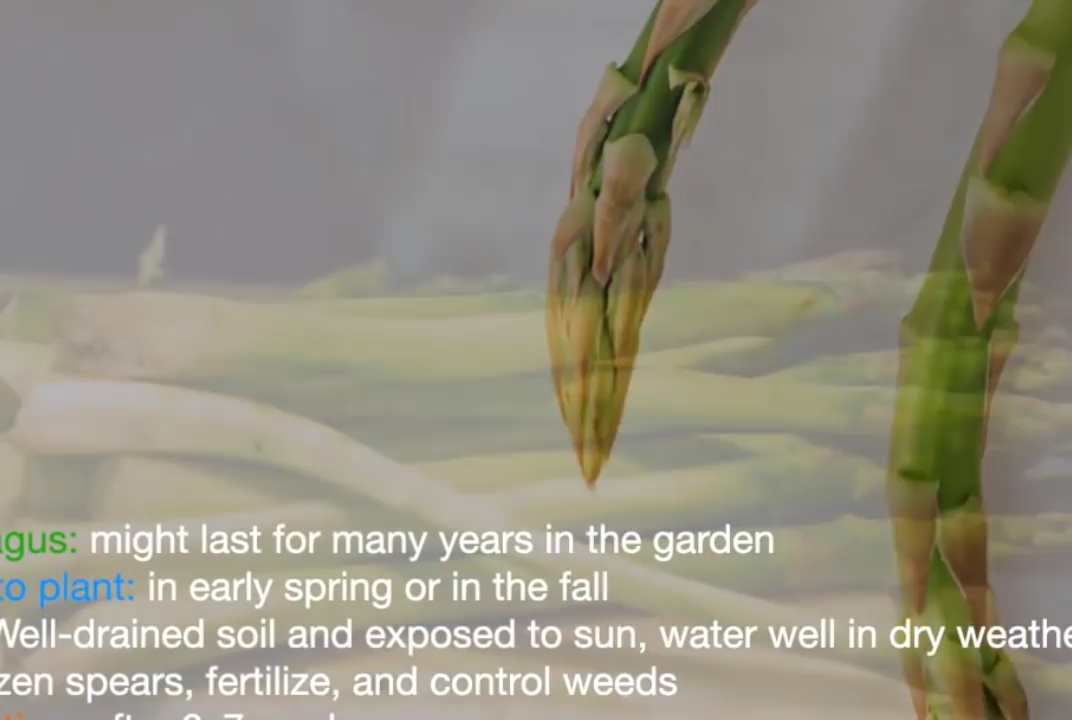 agus: might last for many years in the garden
to plant: in early spring or in the fall
Well-drained soil and exposed to sun, water well in dry weathe
zen spears, fertilize, and control weeds